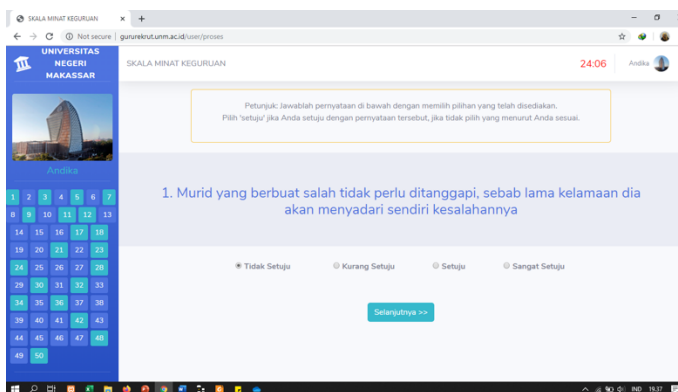 SKALA MINAT KEGURUAN
Not secure | gururekrut.unm.ac.id/user/proses
UNIVERSITAS
NEGERI
MAKASSAR
SKALA MINAT KEGURUAN
24:06
Andika
Petunjuk: Jawablah pernyataan di bawah dengan memilih pilihan yang telah disediakan.
Pilih 'setuju' jika Anda setuju dengan pernyataan tersebut, jika tidak pilih yang menurut Anda sesuai.
Andika
1 2 3 4 5 6 7
8 9 10 11 12 13
14 15 16 17 18
19 20 21 22 23
24 25 26 27 28
29 30 31 32 33
34 35 36 37 38
39 40 41 42 43
44 45 46 47 48
49 50
1. Murid yang berbuat salah tidak perlu ditanggapi, sebab lama kelamaan dia
akan menyadari sendiri kesalahannya
Tidak Setuju Kurang Setuju Setuju Sangat Setuju
Selanjutnya >>
IND 19.37